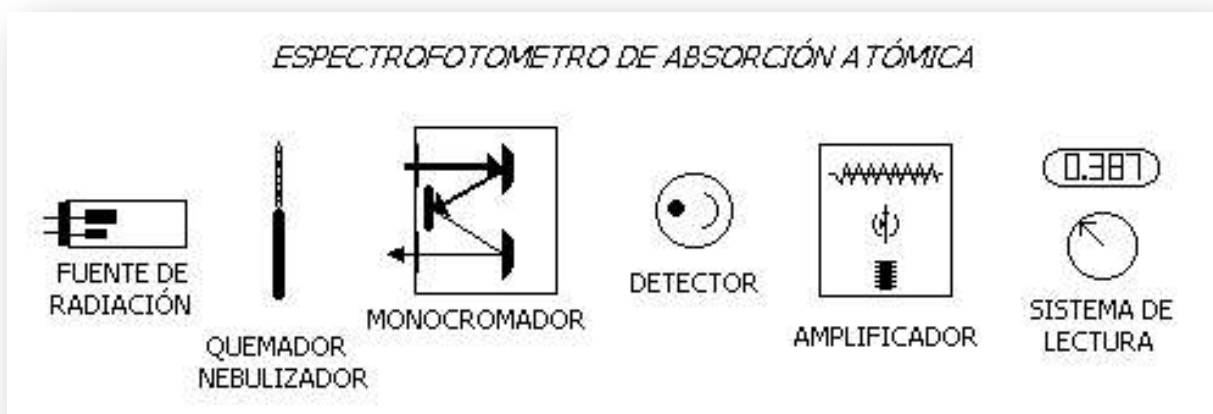 ESPECTROFOTOMETRO DE ABSORCIÓN ATÓMICA
FUENTE DE
RADIACIÓN
QUEMADOR
NEBULIZADOR
MONOCROMADOR
DETECTOR
AMPLIFICADOR
0.387
SISTEMA DE
LECTURA